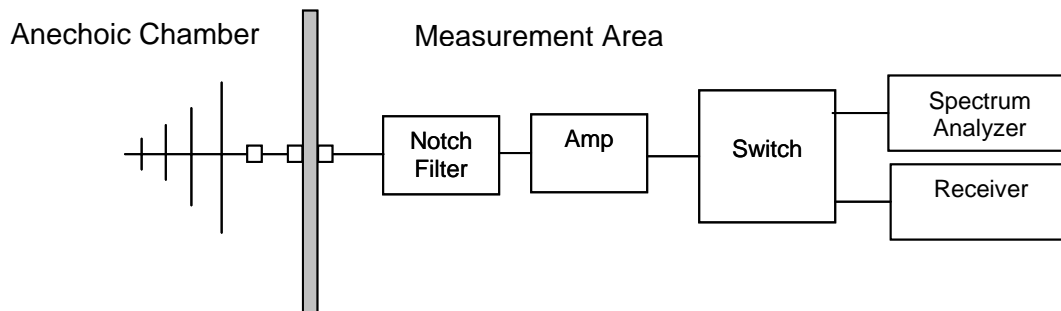 Anechoic Chamber
Measurement Area
Notch
Filter
Amp
Switch
Spectrum
Analyzer
Receiver